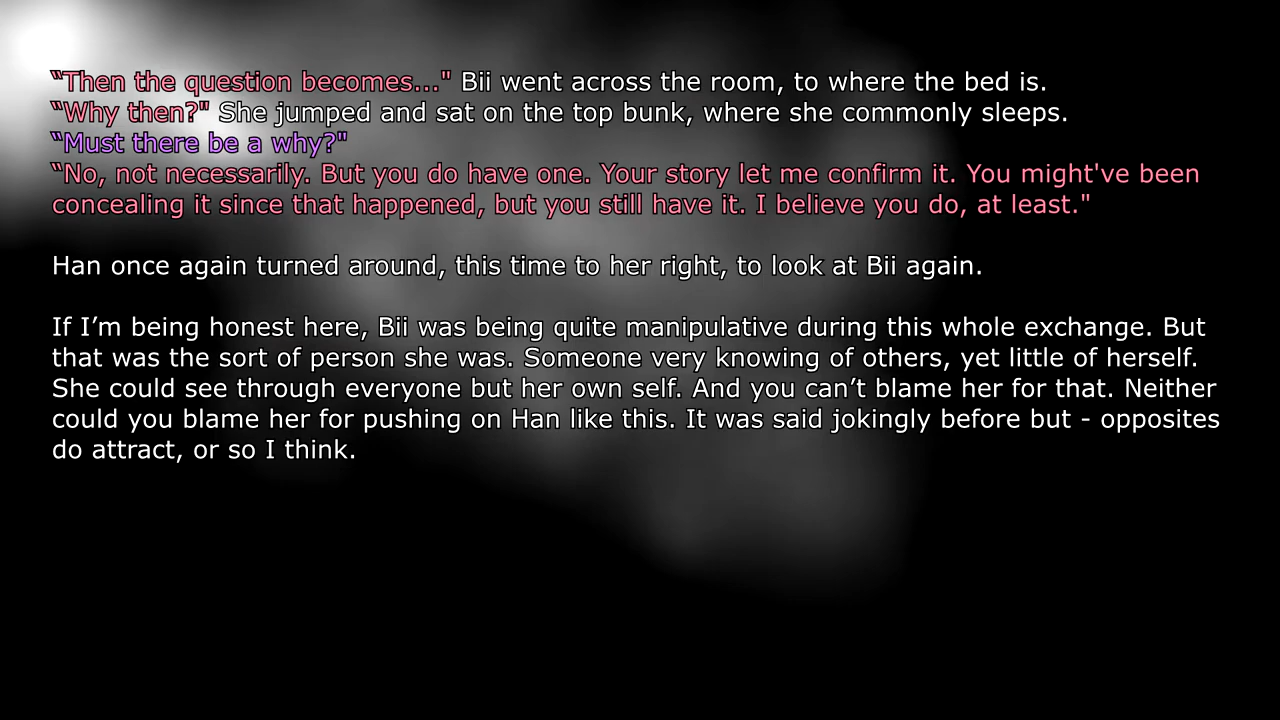 “Then the question becomes..." Bii went across the room, to where the bed is.
“Why then?" She jumped and sat on the top bunk, where she commonly sleeps.
“Must there be a why?"
“No, not necessarily. But you do have one. Your story let me confirm it. You might've been
concealing it since that happened, but you still have it. I believe you do, at least."
Han once again turned around, this time to her right, to look at Bii again.
If I’m being honest here, Bii was being quite manipulative during this whole exchange. But
that was the sort of person she was. Someone very knowing of others, yet little of herself.
She could see through everyone but her own self. And you can’t blame her for that. Neither
could you blame her for pushing on Han like this. It was said jokingly before but - opposites
do attract, or so I think.